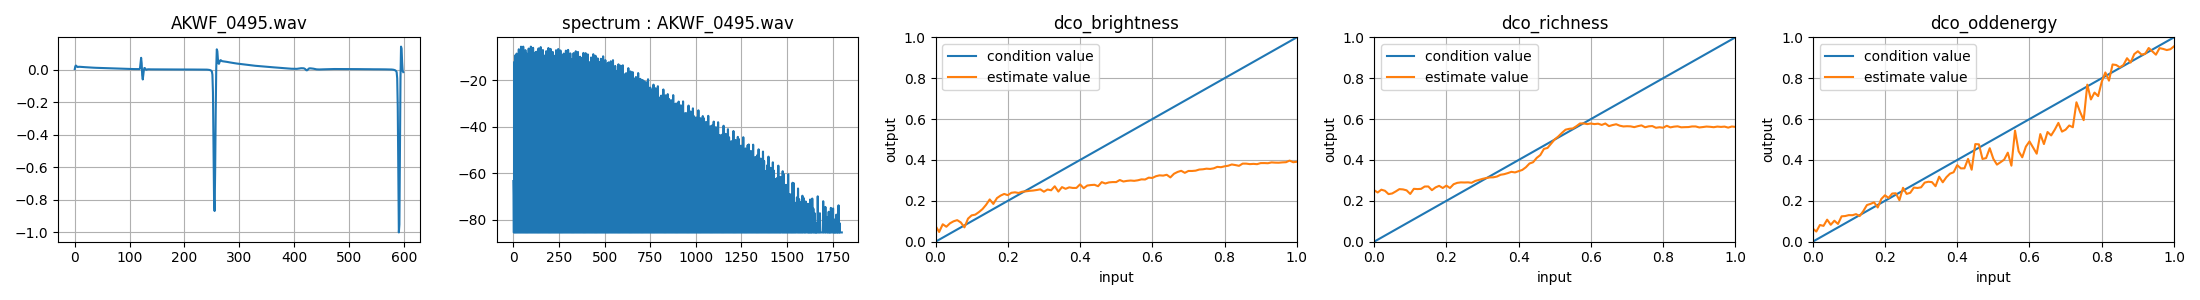 AKWF_0495.wav
0.0
−0.2
−0.4
−0.6
−0.8
−1.0
0 100 200 300 400 500 600
spectrum : AKWF_0495.wav
−20
−40
−60
−80
0 250 500 750 1000 1250 1500 1750
dco_brightness
condition value
estimate value
output
1.0
0.8
0.6
0.4
0.2
0.0
0.0 0.2 0.4 0.6 0.8 1.0
input
dco_richness
condition value
estimate value
output
1.0
0.8
0.6
0.4
0.2
0.0
0.0 0.2 0.4 0.6 0.8 1.0
input
dco_oddenergy
condition value
estimate value
output
1.0
0.8
0.6
0.4
0.2
0.0
0.0 0.2 0.4 0.6 0.8 1.0
input